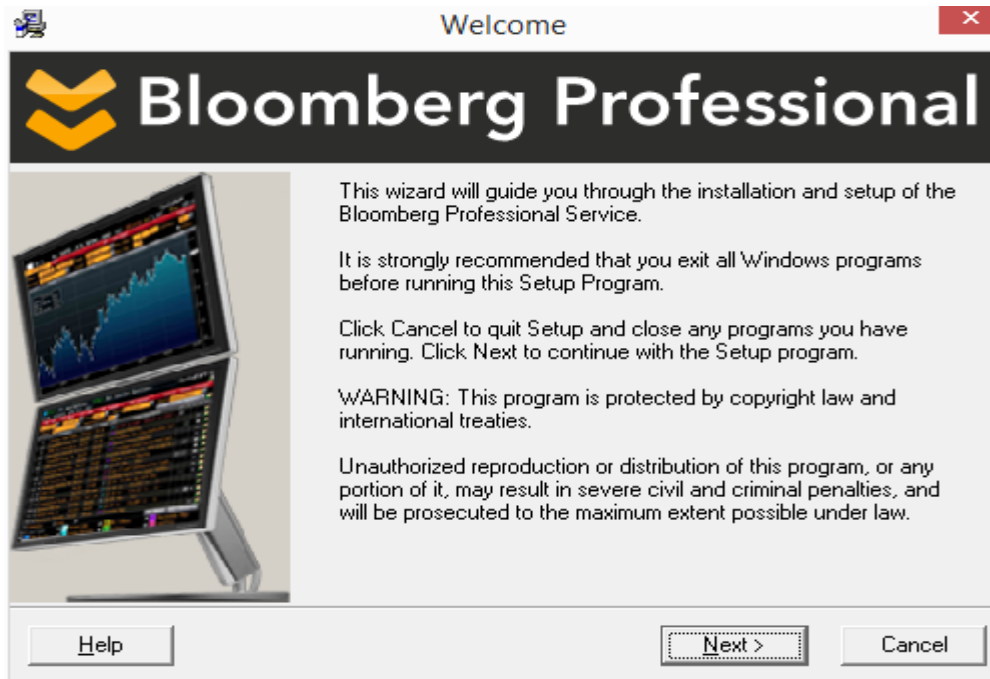 Welcome
Bloomberg Professional
This wizard will guide you through the installation and setup of the
Bloomberg Professional Service.
It is strongly recommended that you exit all Windows programs
before running this Setup Program.
Click Cancel to quit Setup and close any programs you have
running. Click Next to continue with the Setup program.
WARNING: This program is protected by copyright law and
international treaties.
Unauthorized reproduction or distribution of this program, or any
portion of it, may result in severe civil and criminal penalties, and
will be prosecuted to the maximum extent possible under law.
Help
Next >
Cancel